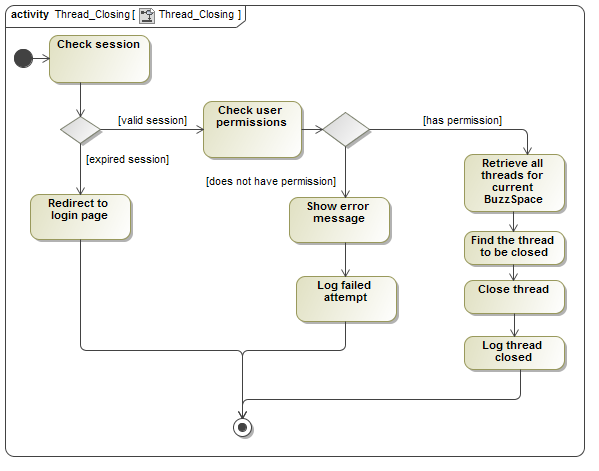 activity Thread_Closing [ Thread_Closing ]
Check session
[valid session]
Check user
permissions
[has permission]
[expired session]
Retrieve all
threads for
current
BuzzSpace
[does not have permission]
Redirect to
login page
Show error
message
Find the thread
to be closed
Log failed
attempt
Close thread
Log thread
closed